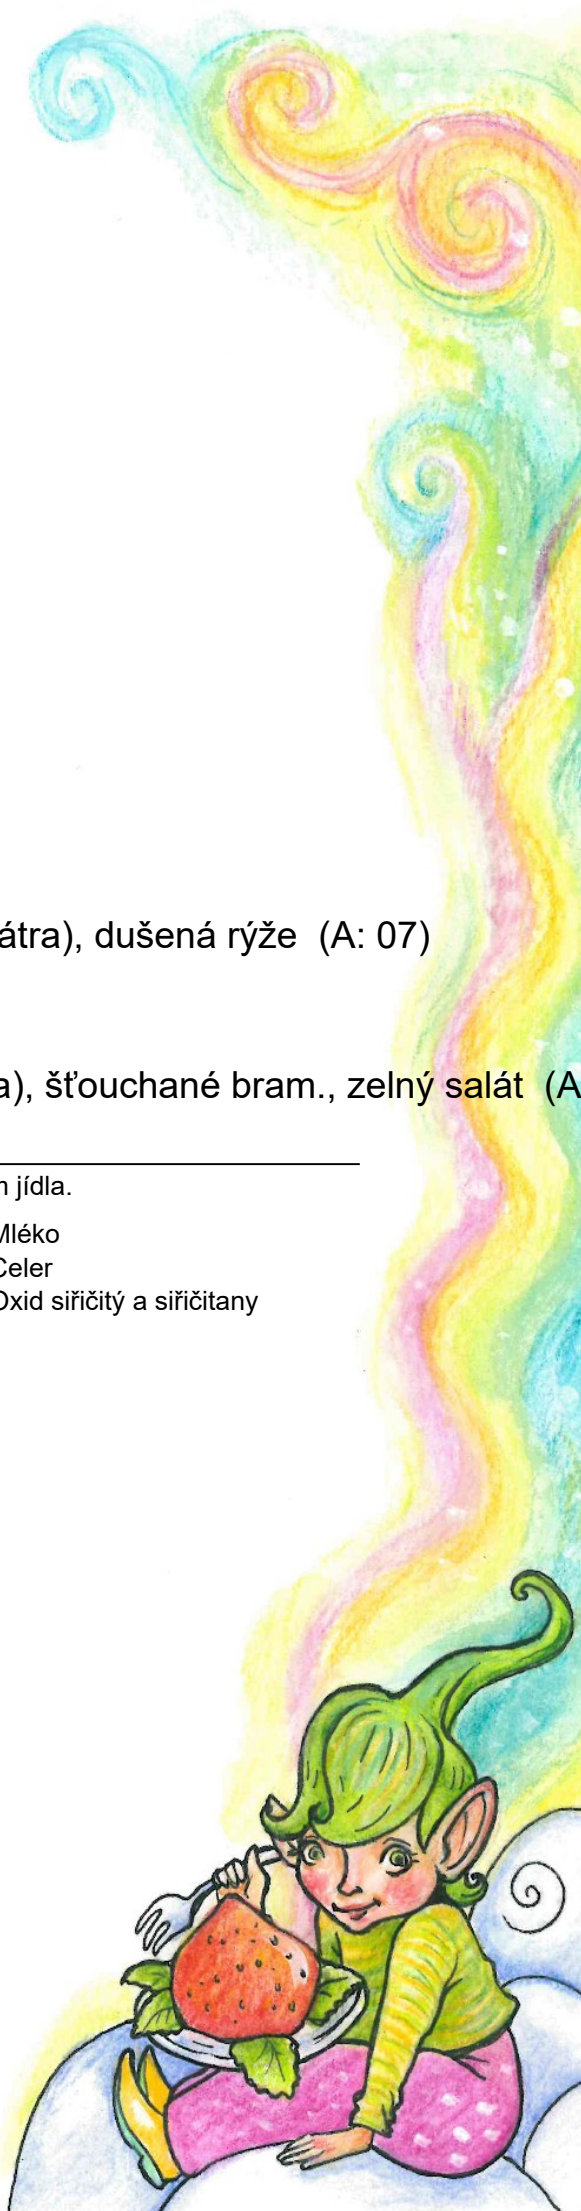 átra), dušená rýže (A: 07)
a), šťouchané bram., zelný salát (A
m jídla.
Mléko
Celer
Oxid siřičitý a siřičitany